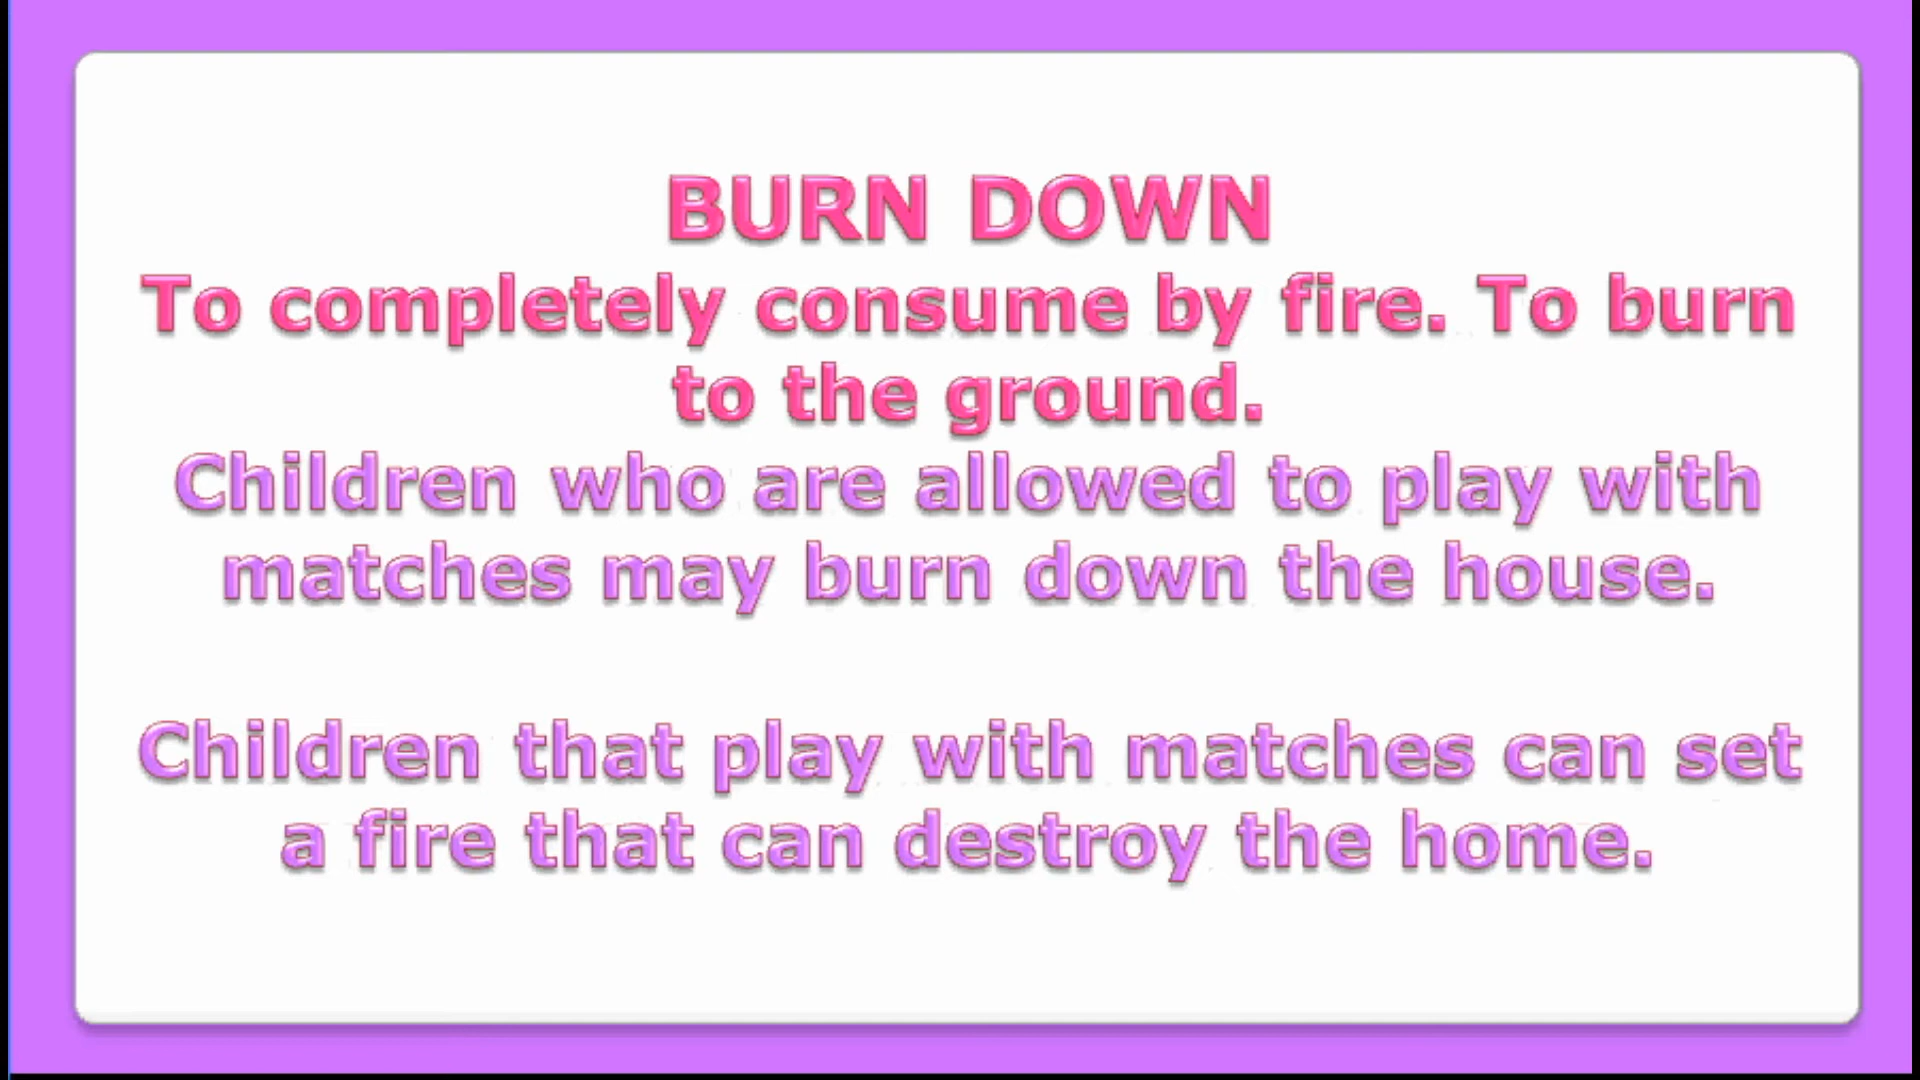 BURN DOWN
To completely consume by fire. To burn
to the ground.
Children who are allowed to play with
matches may burn down the house.
Children that play with matches can set
a fire that can destroy the home.